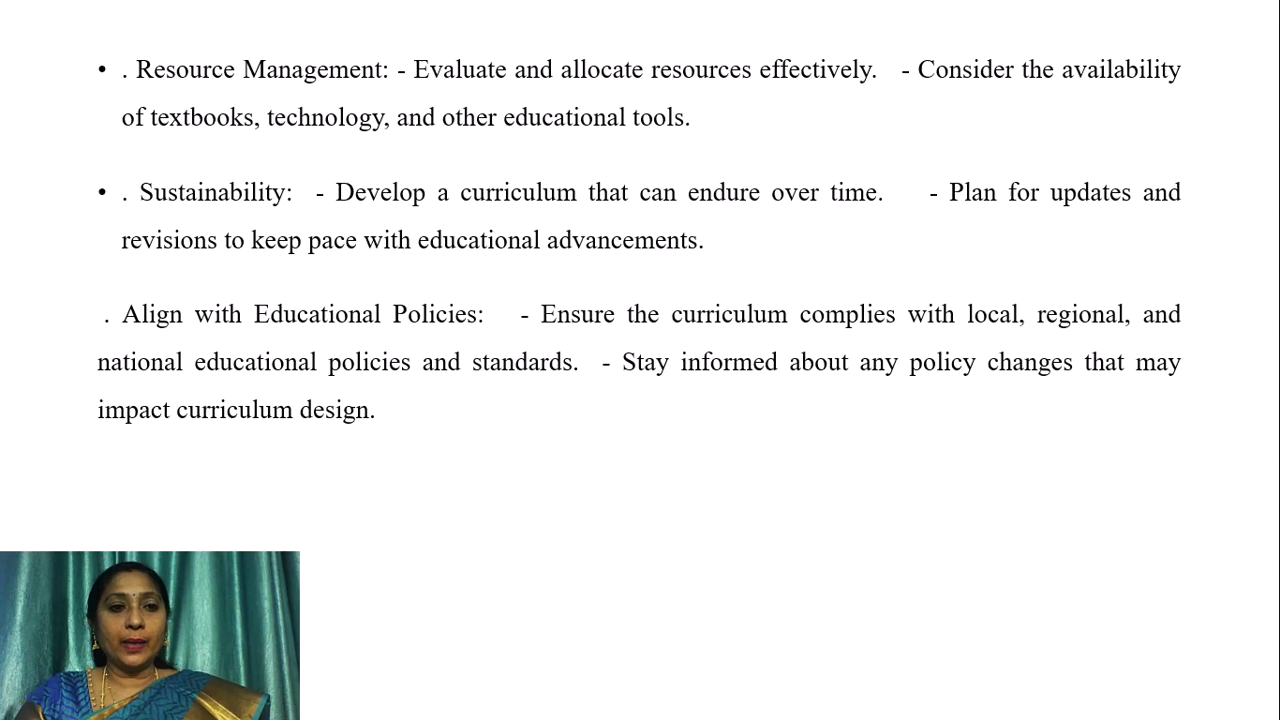 • . Resource Management: - Evaluate and allocate resources effectively. - Consider the availability
of textbooks, technology, and other educational tools.
• . Sustainability: - Develop a curriculum that can endure over time. - Plan for updates and
revisions to keep pace with educational advancements.
. Align with Educational Policies: - Ensure the curriculum complies with local, regional, and
national educational policies and standards. - Stay informed about any policy changes that may
impact curriculum design.